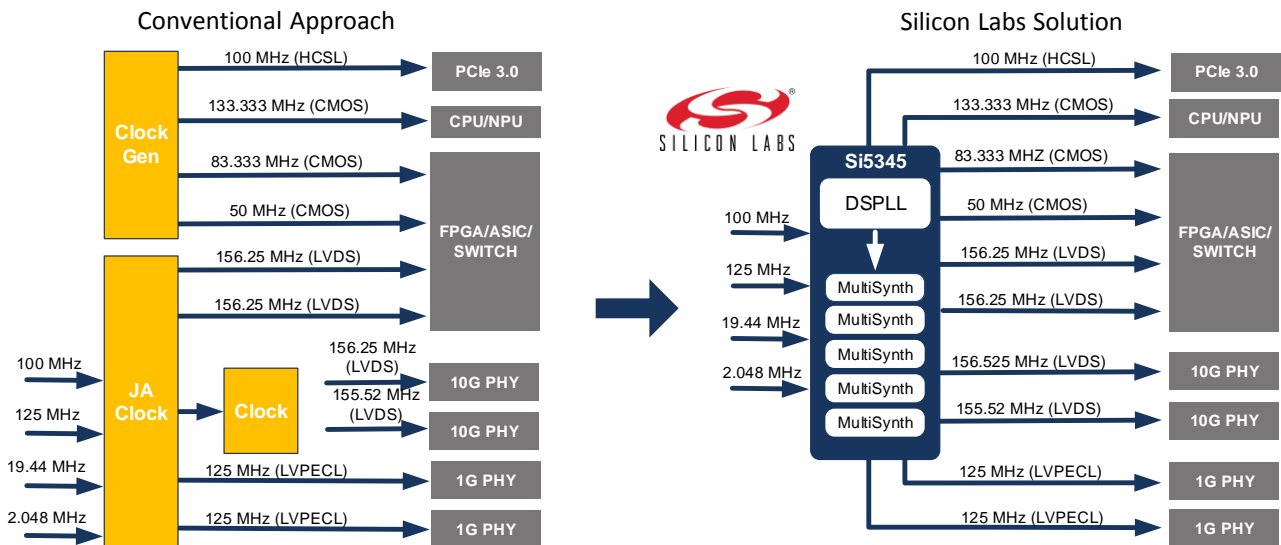 Conventional Approach
Clock
Gen
100 MHz (HCSL)
PCIe 3.0
133.333 MHz (CMOS)
CPU/NPU
83.333 MHz (CMOS)
50 MHz (CMOS)
FPGA/ASIC/
SWITCH
156.25 MHz (LVDS)
156.25 MHz (LVDS)
100 MHz
125 MHz
19.44 MHz
2.048 MHz
JA
Clock
Clock
156.25 MHz
(LVDS)
10G PHY
155.52 MHz
(LVDS)
10G PHY
125 MHz (LVPECL)
1G PHY
125 MHz (LVPECL)
1G PHY
Silicon Labs Solution
SILICON LABS
®
100 MHz (HCSL)
PCIe 3.0
133.333 MHz (CMOS)
CPU/NPU
Si5345
DSPLL
MultiSynth
MultiSynth
MultiSynth
MultiSynth
MultiSynth
100 MHz
125 MHz
19.44 MHz
2.048 MHz
83.333 MHZ (CMOS)
50 MHz (CMOS)
FPGA/ASIC/
SWITCH
156.25 MHz (LVDS)
156.25 MHz (LVDS)
156.525 MHz (LVDS)
10G PHY
155.52 MHz (LVDS)
10G PHY
125 MHz (LVPECL)
1G PHY
125 MHz (LVPECL)
1G PHY